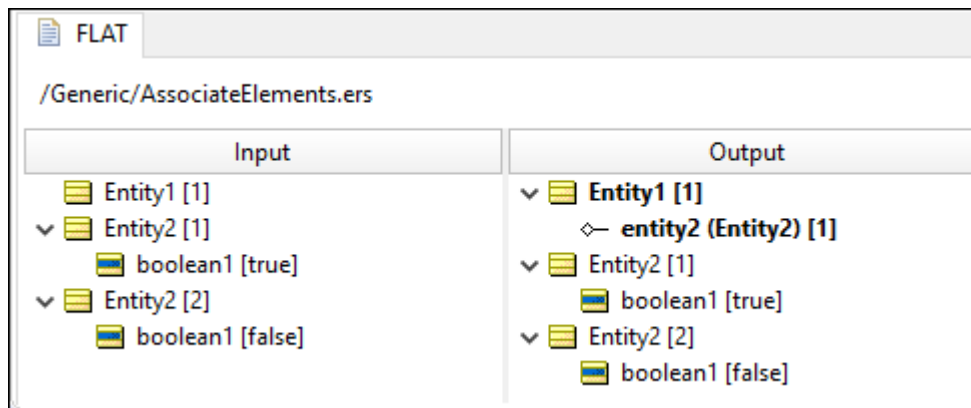 FLAT
/Generic/AssociateElements.ers
Input
Entity1 [1]
Entity2 [1]
boolean1 [true]
Entity2 [2]
boolean1 [false]
Output
Entity1 [1]
entity2 (Entity2) [1]
Entity2 [1]
boolean1 [true]
Entity2 [2]
boolean1 [false]